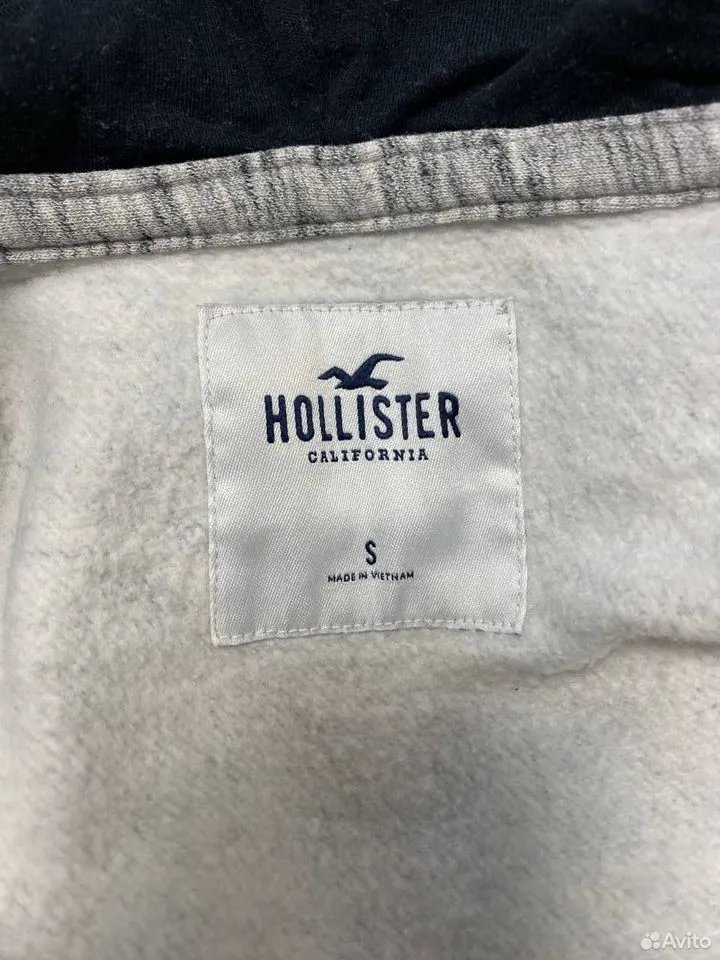 HOLLISTER
CALIFORNIA
S
MADE IN VIETNAM
Avito